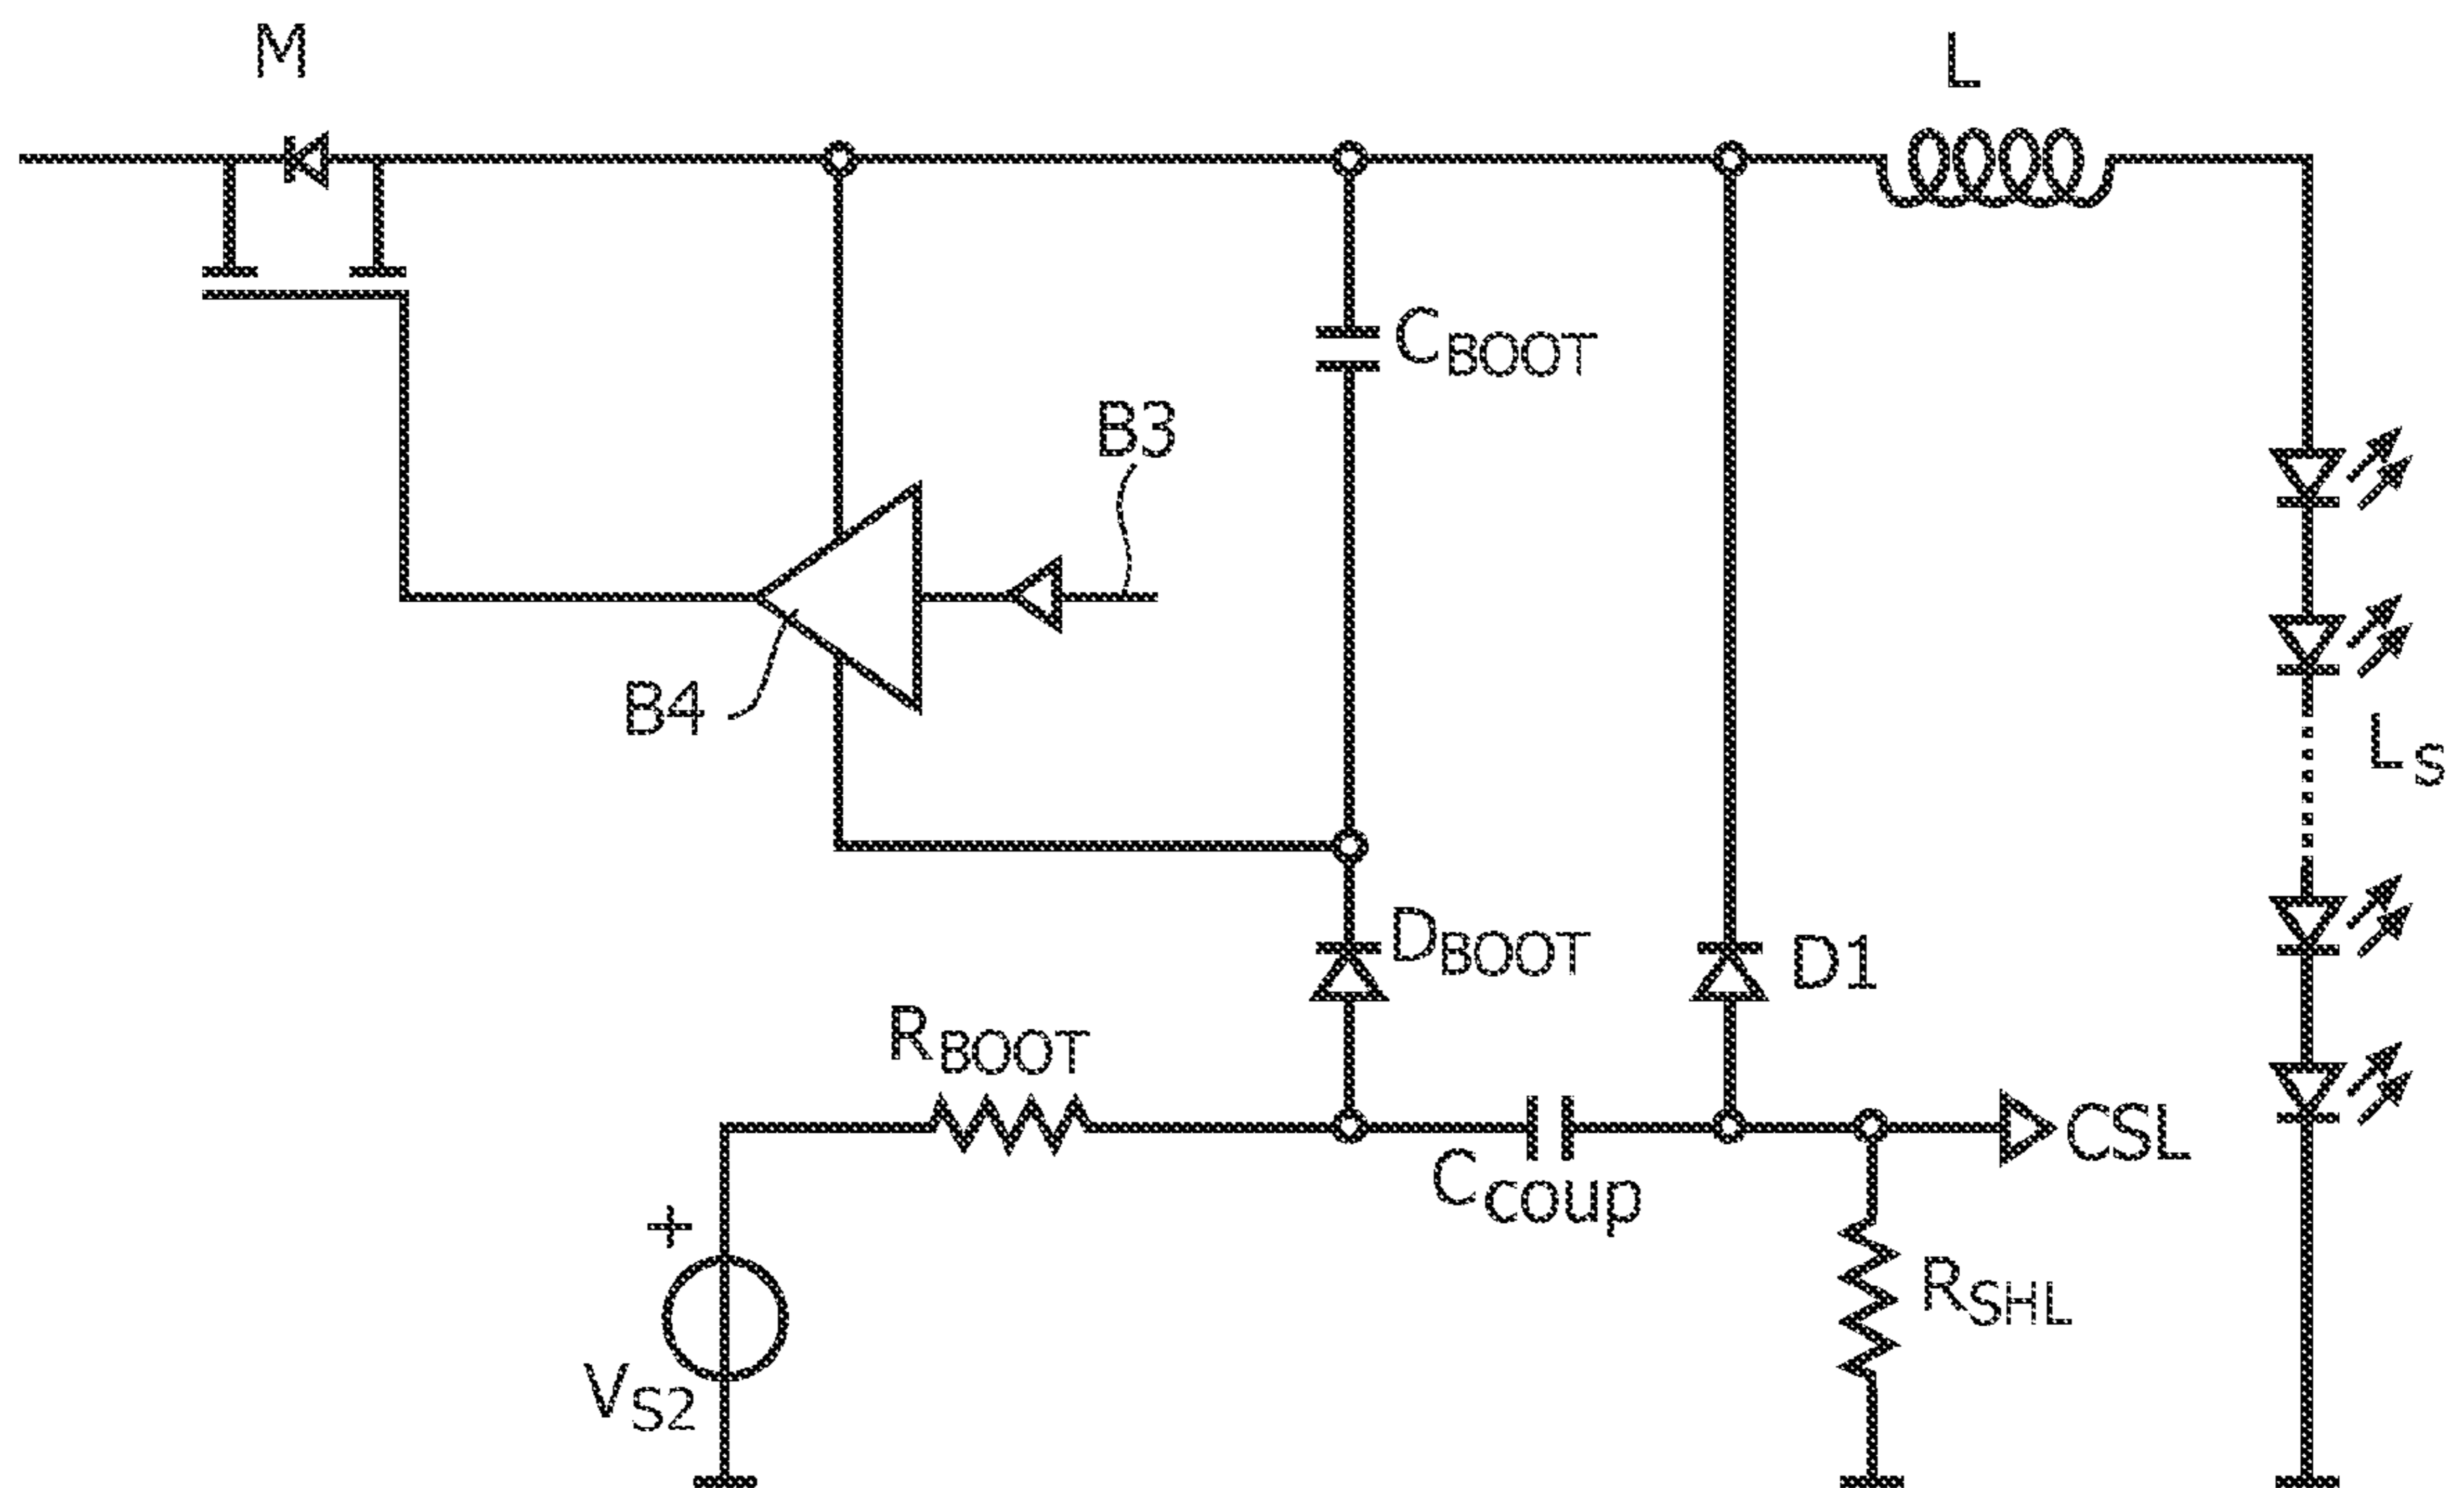 M
L
CBOOT
B3
B4
LS
DBOOT
D1
RBOOT
CSL
Ccoup
+
RSHL
VS2